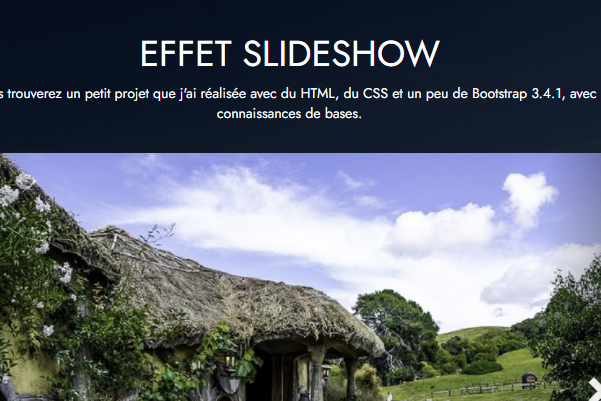 EFFET SLIDESHOW
trouverez un petit projet que j'ai réalisée avec du HTML, du CSS et un peu de Bootstrap 3.4.1, avec
connaissances de bases.